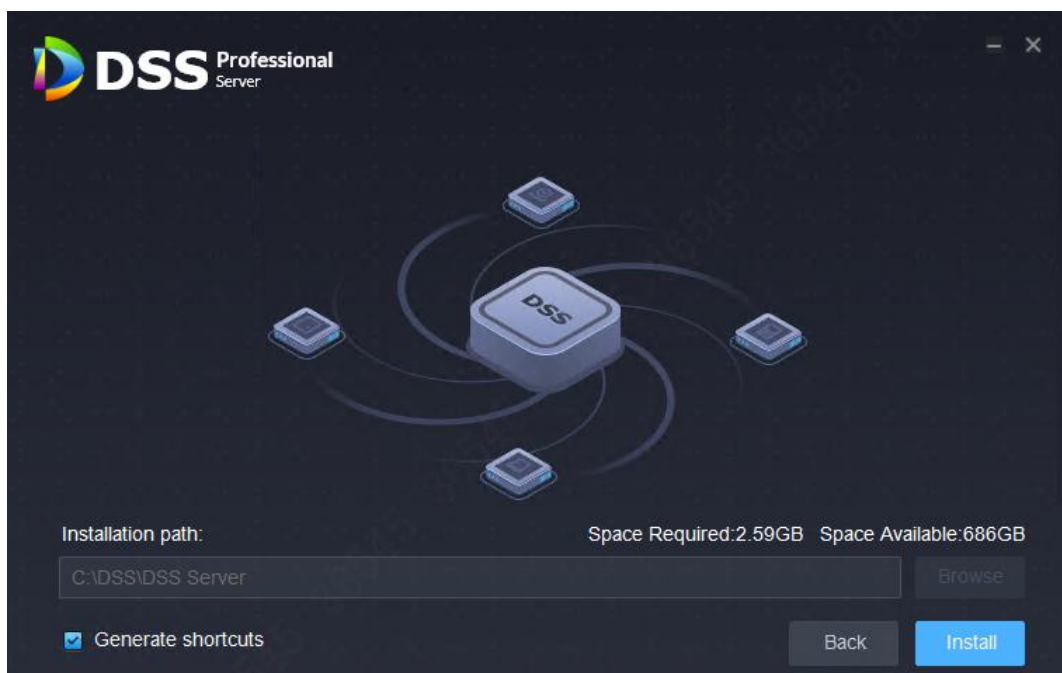 DSS Professional
Server
DSS
Installation path:
Space Required:2.59GB Space Available:686GB
C:\DSS\DSS Server
Browse
Generate shortcuts
Back
Install